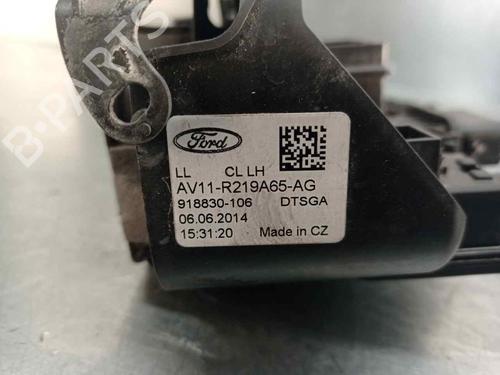 B-PARTS
Ford
LL CL LH
AV11-R219A65-AG
918830-106 DTSGA
06.06.2014
15:31:20 Made in CZ